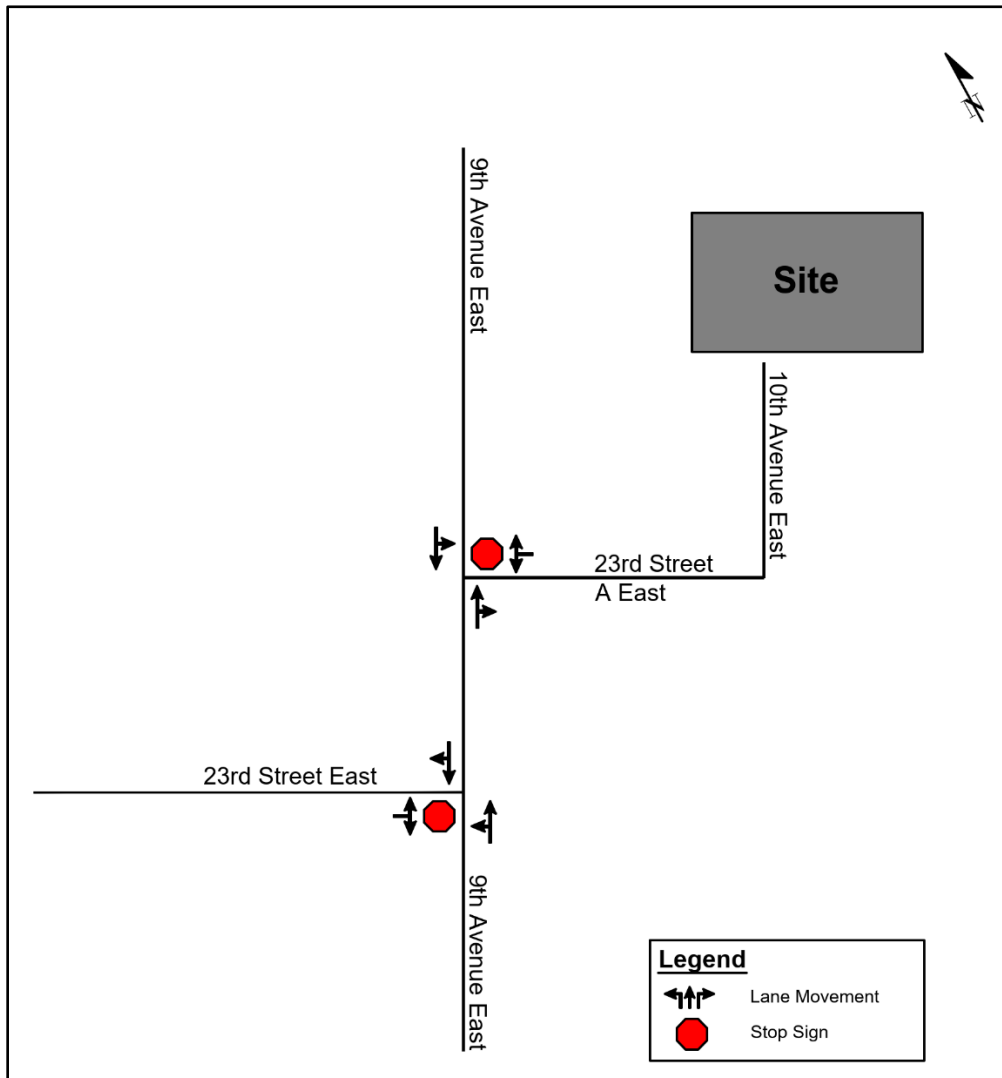 N
9th Avenue East
Site
10th Avenue East
23rd Street
A East
23rd Street East
9th Avenue East
Legend
Lane Movement
Stop Sign